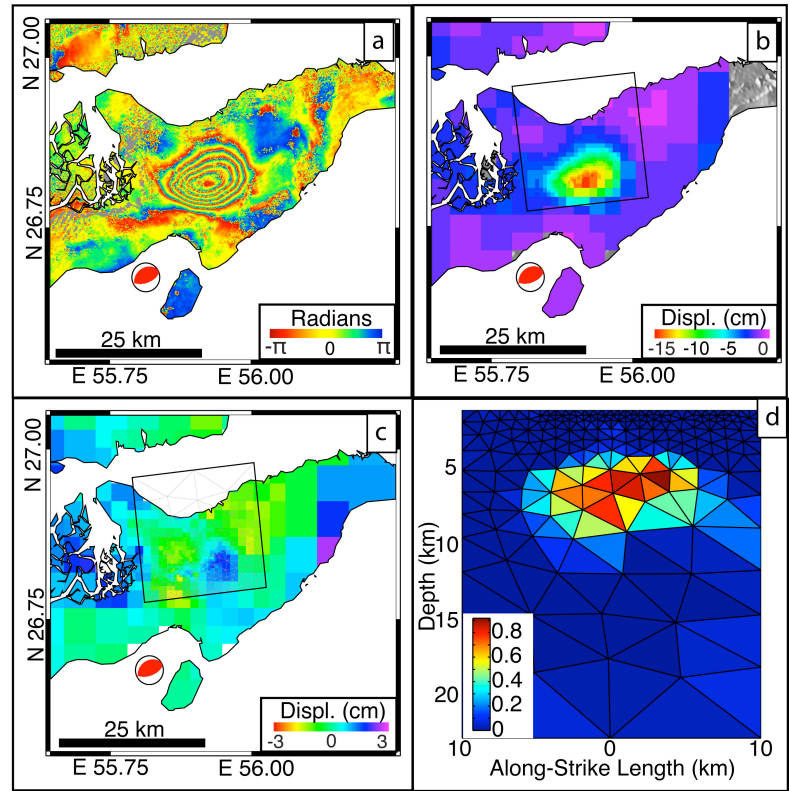 a
N 27.00
N 26.75
Radians
-π 0 π
25 km
E 55.75 E 56.00
b
Displ. (cm)
-15 -10 -5 0
25 km
E 55.75 E 56.00
c
N 27.00
N 26.75
Displ. (cm)
-3 3
25 km
E 55.75 E 56.00
d
5
10
15
20
Depth (km)
0.8
0.6
0.4
0.2
0
10 0 10
Along-Strike Length (km)